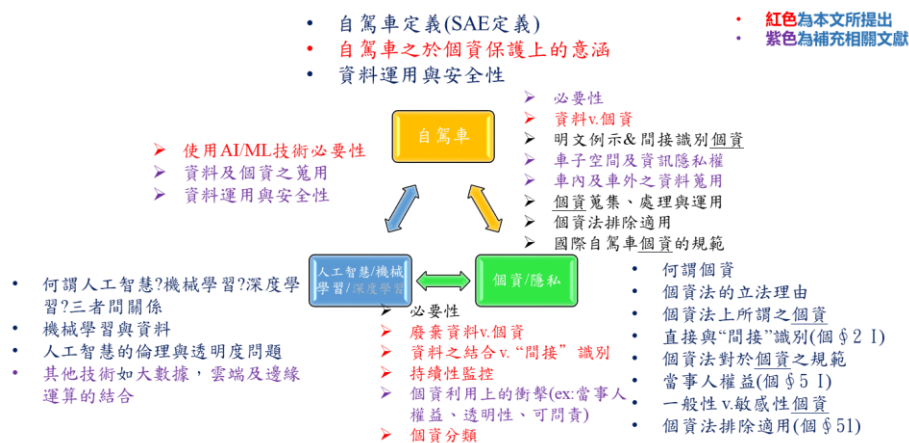 • 自駕車定義(SAE定義)
• 自駕車之於個資保護上的意涵
• 資料運用與安全性
• 紅色為本文所提出
• 紫色為補充相關文獻
自駕車
➢ 使用AI/ML技術必要性
➢ 資料及個資之蒐用
➢ 資料運用與安全性
➢ 必要性
➢ 資料v.個資
➢ 明文例示&間接識別個資
➢ 車子空間及資訊隱私權
➢ 車內及車外之資料蒐用
➢ 個資蒐集、處理與運用
➢ 個資法排除適用
➢ 國際自駕車個資的規範
人工智慧/機械
學習/深度學習
個資/隱私
• 何謂人工智慧?機械學習?深度學
習?三者間關係
• 機械學習與資料
• 人工智慧的倫理與透明度問題
• 其他技術如大數據，雲端及邊緣
運算的結合
➢ 必要性
➢ 廢棄資料v.個資
➢ 資料之結合v.“間接”識別
➢ 持續性監控
➢ 個資利用上的衝擊(ex:當事人
權益、透明性、可問責)
➢ 個資分類
• 何謂個資
• 個資法的立法理由
• 個資法上所謂之個資
• 直接與“間接”識別(個§2 I)
• 個資法對於個資之規範
• 當事人權益(個§5 I)
• 一般性v.敏感性個資
• 個資法排除適用(個§51)